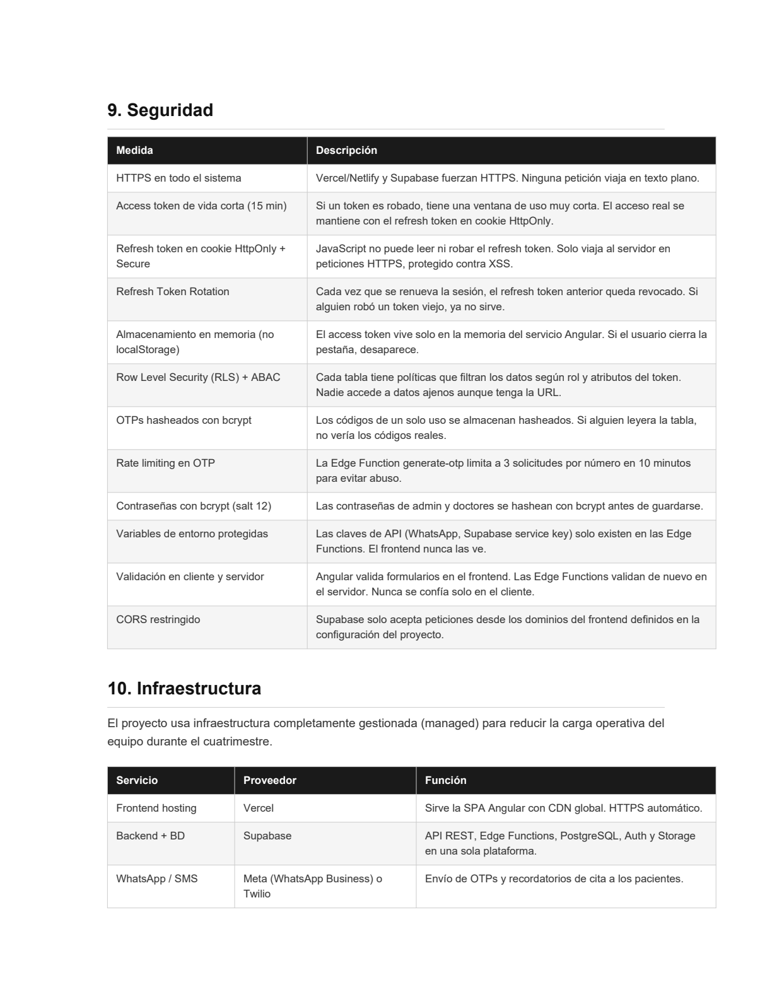 9. Seguridad
Medida Descripción
HTTPS en todo el sistema Vercel/Netlify y Supabase fuerzan HTTPS. Ninguna petición viaja en texto plano.
Access token de vida corta (15 min) Si un token es robado, tiene una ventana de uso muy corta. El acceso real se
mantiene con el refresh token en cookie HttpOnly.
Refresh token en cookie HttpOnly + JavaScript no puede leer ni robar el refresh token. Solo viaja al servidor en
Secure peticiones HTTPS, protegido contra XSS.
Refresh Token Rotation Cada vez que se renueva la sesión, el refresh token anterior queda revocado. Si
alguien robó un token viejo, ya no sirve.
Almacenamiento en memoria (no El access token vive solo en la memoria del servicio Angular. Si el usuario cierra la
localStorage) pestaña, desaparece.
Row Level Security (RLS) + ABAC Cada tabla tiene políticas que filtran los datos según rol y atributos del token.
Nadie accede a datos ajenos aunque tenga la URL.
OTPs hasheados con bcrypt Los códigos de un solo uso se almacenan hasheados. Si alguien leyera la tabla,
no vería los códigos reales.
Rate limiting en OTP La Edge Function generate-otp limita a 3 solicitudes por número en 10 minutos
para evitar abuso.
Contraseñas con bcrypt (salt 12) Las contraseñas de admin y doctores se hashean con bcrypt antes de guardarse.
Variables de entorno protegidas Las claves de API (WhatsApp, Supabase service key) solo existen en las Edge
Functions. El frontend nunca las ve.
Validación en cliente y servidor Angular valida formularios en el frontend. Las Edge Functions validan de nuevo en
el servidor. Nunca se confía solo en el cliente.
CORS restringido Supabase solo acepta peticiones desde los dominios del frontend definidos en la
configuración del proyecto.
10. Infraestructura
El proyecto usa infraestructura completamente gestionada (managed) para reducir la carga operativa del
equipo durante el cuatrimestre.
Servicio Proveedor Función
Frontend hosting Vercel Sirve la SPA Angular con CDN global. HTTPS automático.
Backend + BD Supabase API REST, Edge Functions, PostgreSQL, Auth y Storage
en una sola plataforma.
WhatsApp / SMS Meta (WhatsApp Business) o Envío de OTPs y recordatorios de cita a los pacientes.
Twilio